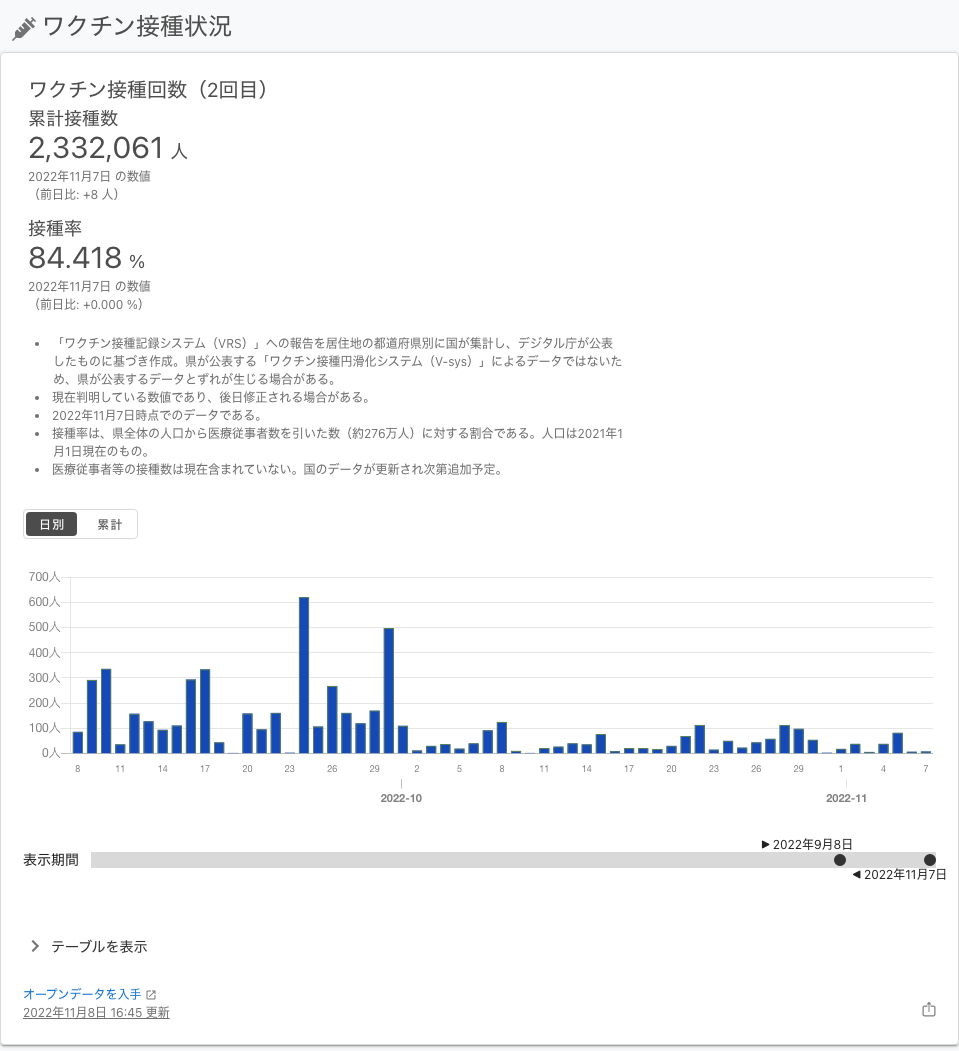 ワクチン接種状況
ワクチン接種回数（2回目）
累計接種数
2,332,061 人
2022年11月7日 の数値
（前日比: +8 人）
接種率
84.418 %
2022年11月7日 の数値
（前日比: +0.000 %）
• 「ワクチン接種記録システム（VRS）」への報告を居住地の都道府県別に国が集計し、デジタル庁が公表
したものに基づき作成。県が公表する「ワクチン接種円滑化システム（V-sys）」によるデータではないた
め、県が公表するデータとずれが生じる場合がある。
• 現在判明している数値であり、後日修正される場合がある。
• 2022年11月7日時点でのデータである。
• 接種率は、県全体の人口から医療従事者数を引いた数（約276万人）に対する割合である。人口は2021年1
月1日現在のもの。
• 医療従事者等の接種数は現在含まれていない。国のデータが更新され次第追加予定。
日別 累計
700人
600人
500人
400人
300人
200人
100人
0人
8 11 14 17 20 23 26 29 2 5 8 11 14 17 20 23 26 29 1 4 7
2022-10 2022-11
▶ 2022年9月8日
表示期間
◀ 2022年11月7日
テーブルを表示
オープンデータを入手
2022年11月8日 16:45 更新